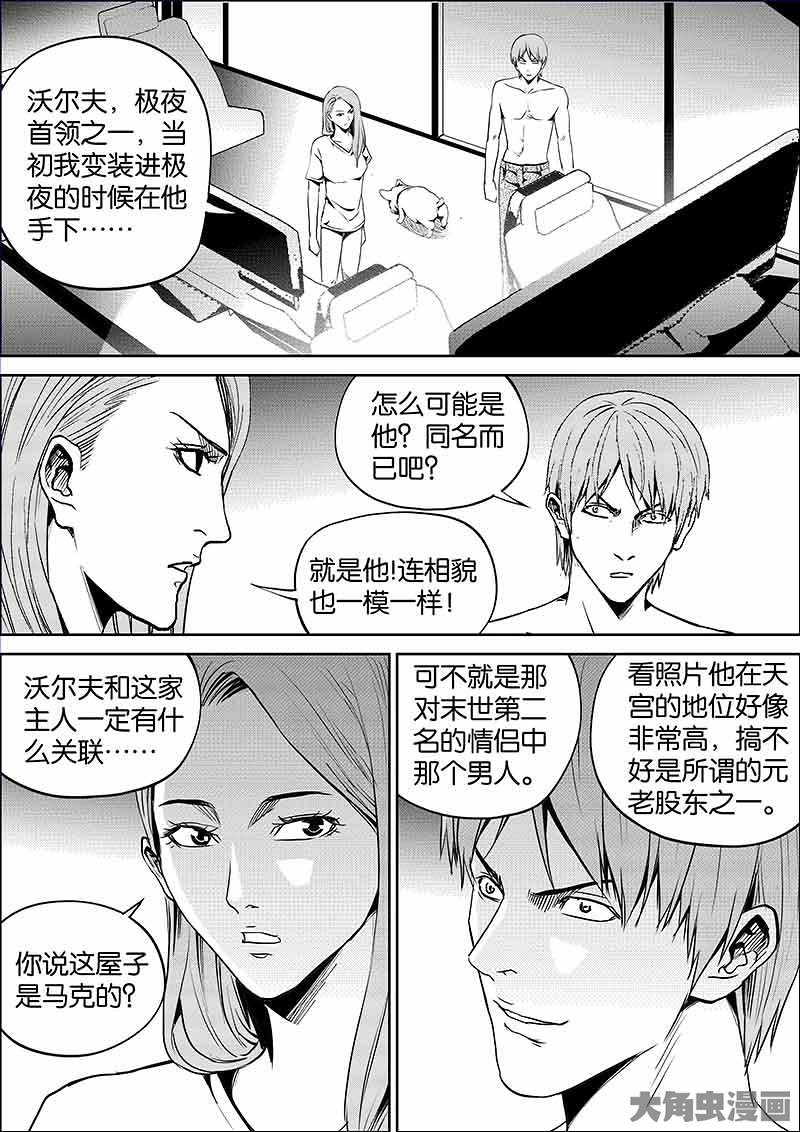 沃尔夫，极夜
首领之一，当
初我变装进极
夜的时候在他
手下……
怎么可能是
他？同名而
已吧？
就是他!连相貌
也一模一样！
沃尔夫和这家
主人一定有什
么关联……
你说这屋子
是马克的？
可不就是那
对末世第二
名的情侣中
那个男人。
看照片他在天
宫的地位好像
非常高，搞不
好是所谓的元
老股东之一。
大角虫漫画